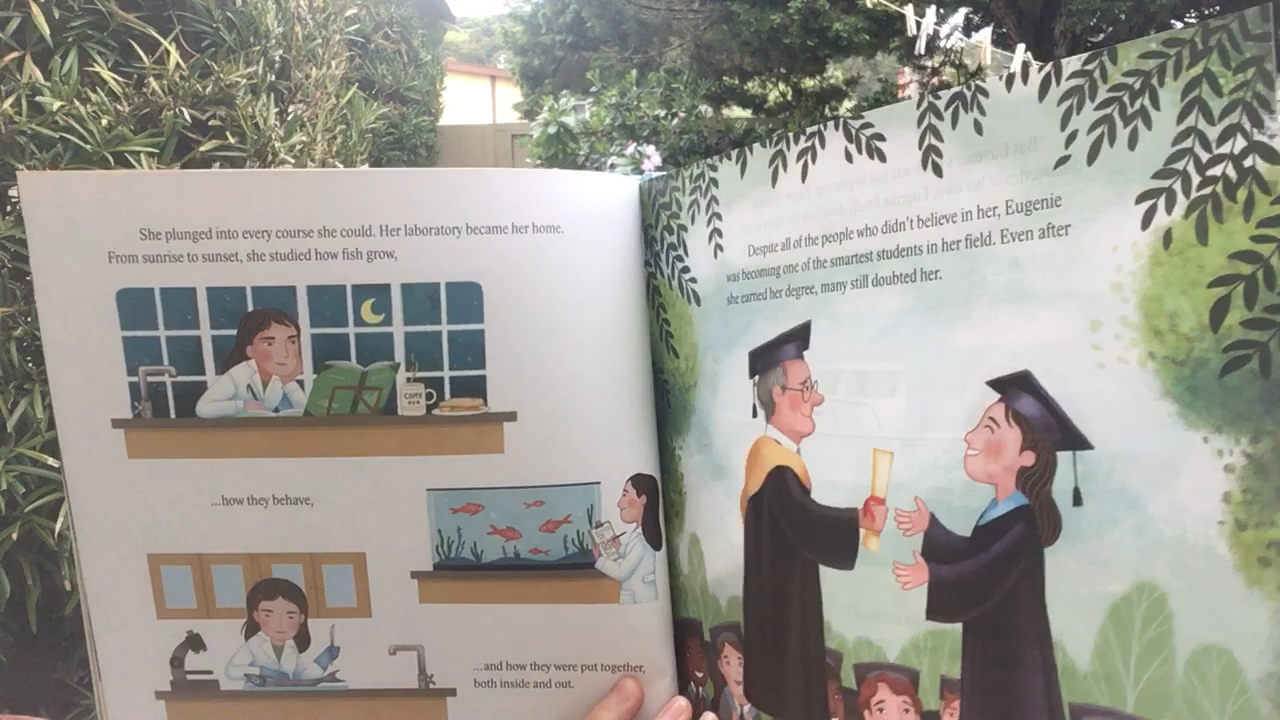 She plunged into every course she could. Her laboratory became her home.
From sunrise to sunset, she studied how fish grow,
COFFEE
...how they behave,
...and how they were put together,
both inside and out.
Despite all of the people who didn't believe in her, Eugenie
was becoming one of the smartest students in her field. Even after
she earned her degree, many still doubted her.